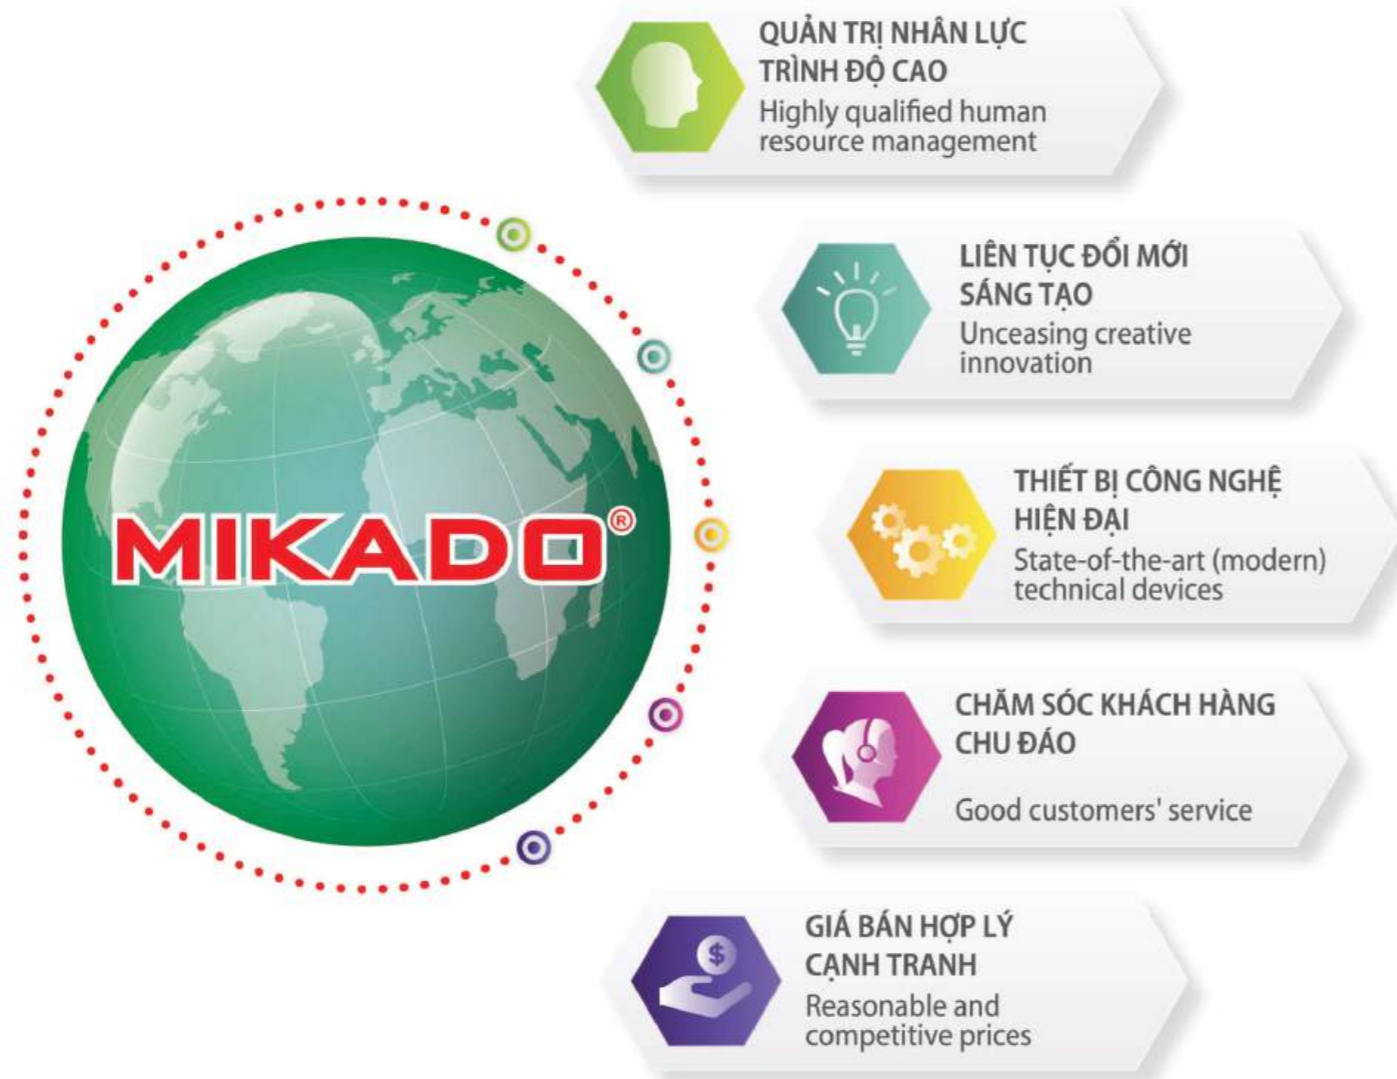 QUẢN TRỊ NHÂN LỰC
TRÌNH ĐỘ CAO
Highly qualified human
resource management
LIÊN TỤC ĐỔI MỚI
SÁNG TẠO
Unceasing creative
innovation
MIKADO®
THIẾT BỊ CÔNG NGHỆ
HIỆN ĐẠI
State-of-the-art (modern)
technical devices
CHĂM SÓC KHÁCH HÀNG
CHU ĐÁO
Good customers' service
$
GIÁ BÁN HỢP LÝ
CẠNH TRANH
Reasonable and
competitive prices